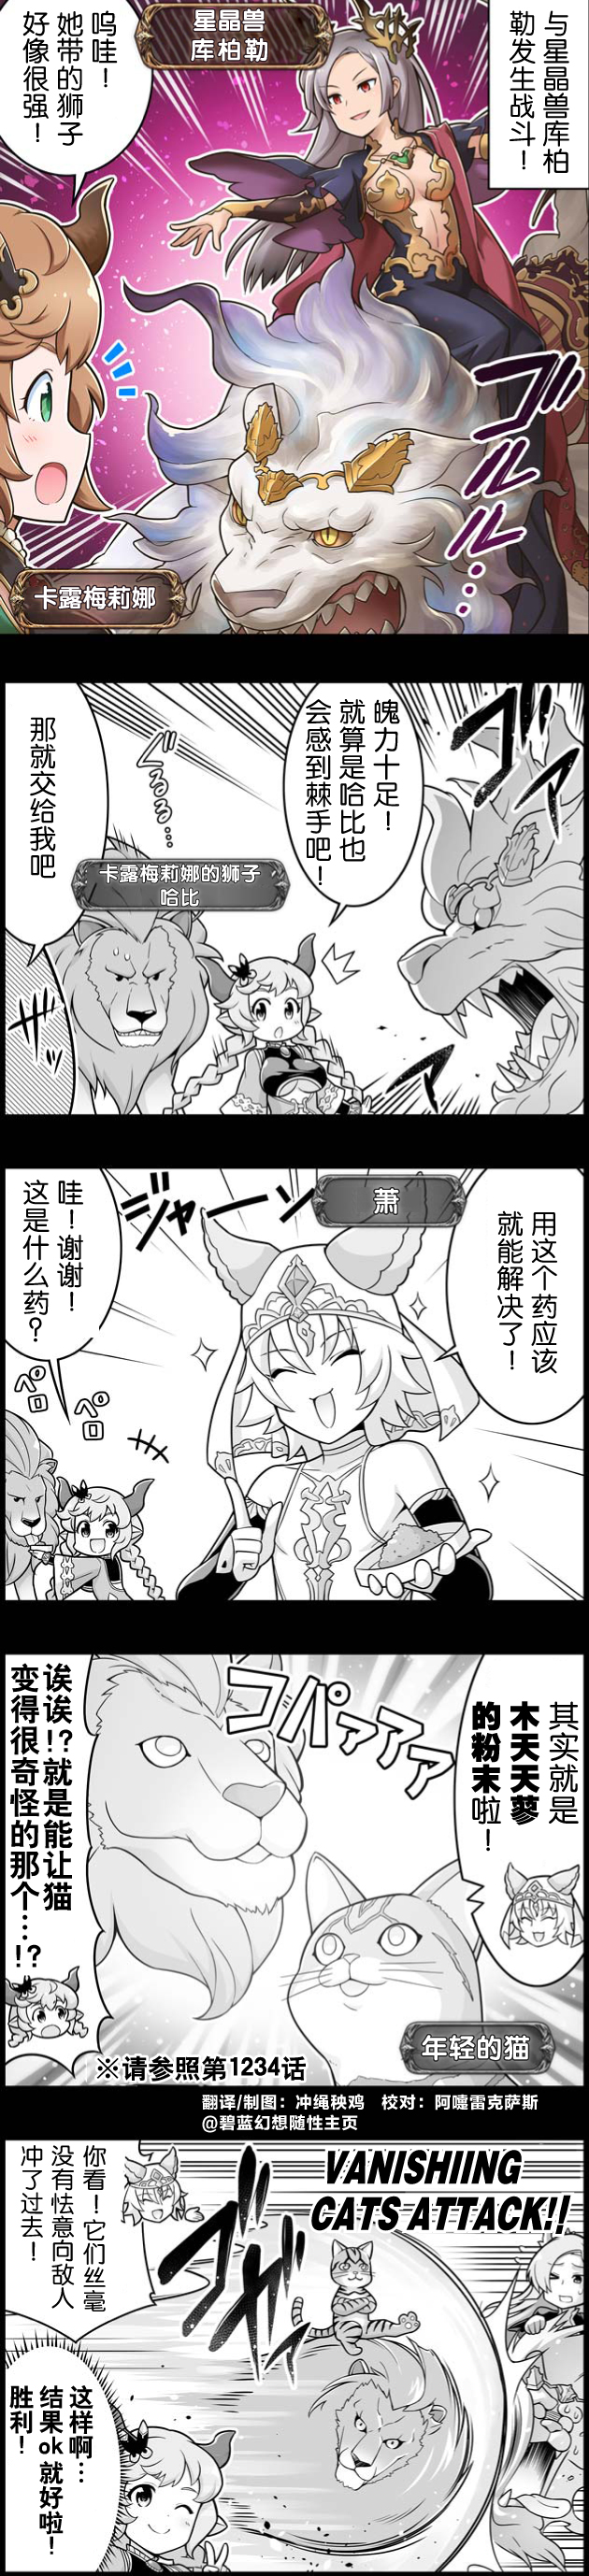 与星晶兽库柏
勒发生战斗！
星晶兽
库柏勒
呜哇！
她带的狮子
好像很强！
ゴルルル…
卡露梅莉娜
魄力十足！
就算是哈比也
会感到棘手吧！
ぐるるる…
那就交给我吧
卡露梅莉娜的狮子
哈比
用这个药应该
就能解决了！
萧
ジャーン
哇！谢谢！
这是什么药？
ペロ
ペロ
其实就是
木天天蓼
的粉末啦！
コパァアアア
诶诶!?就是能让猫
变得很奇怪的那个…!?
年轻的猫
※请参照第1234话
翻译/制图：冲绳秧鸡　校对：阿嚏雷克萨斯
@碧蓝幻想随性主页
VANISHIING
CATS ATTACK!!
你看！它们丝毫
没有怯意向敌人
冲了过去！
这样啊…
结果ok就好啦！
胜利！